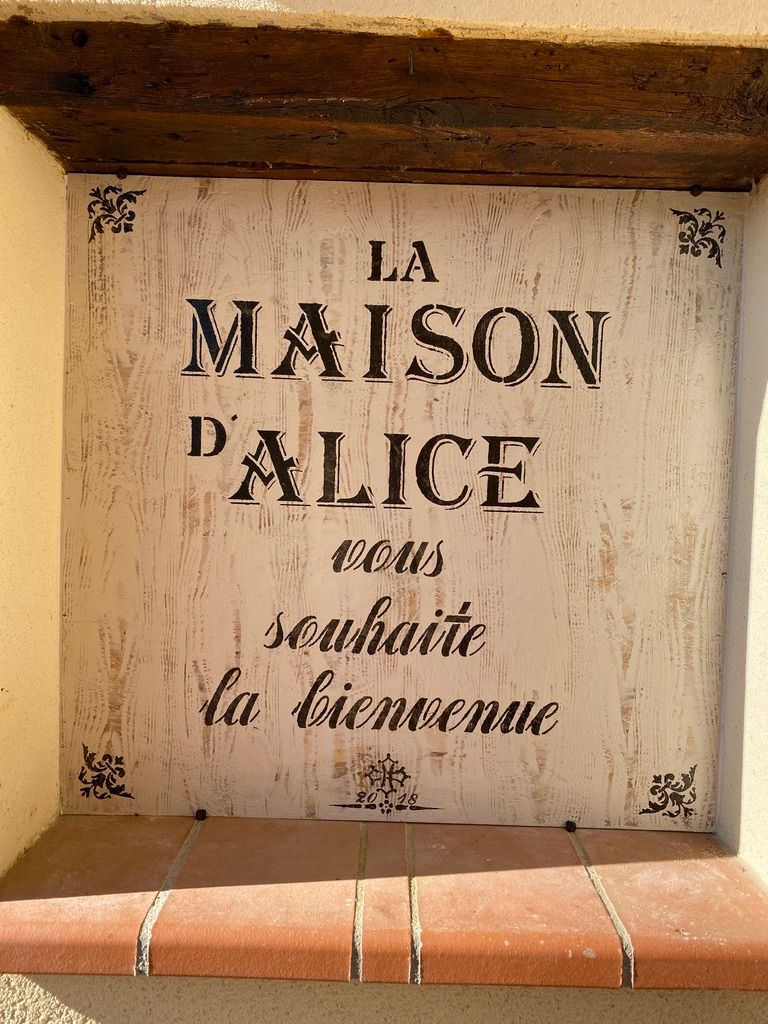 LA
MAISON
D'ALICE
vous
souhaite
la bienvenue
2018